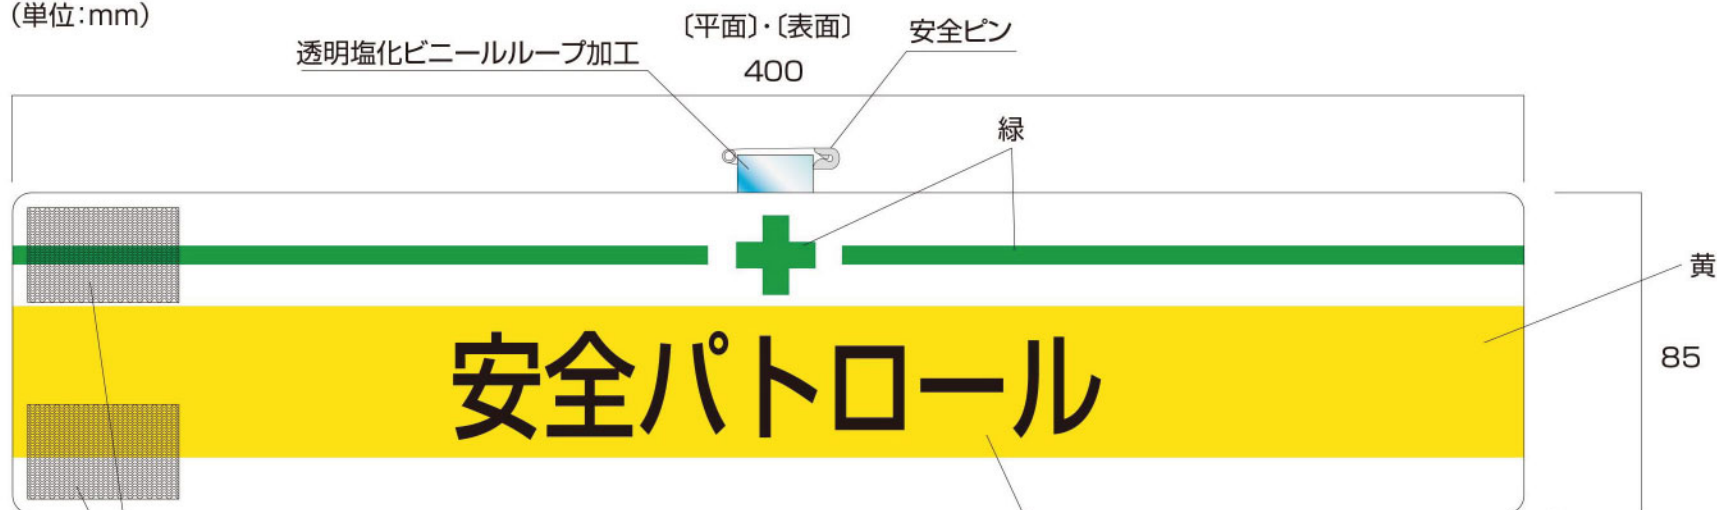 (単位:mm)
〔平面〕・〔表面〕
安全ピン
透明塩化ビニールループ加工
400
緑
黄
安全パトロール
85